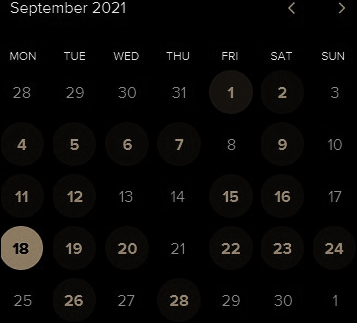 September 2021
MON TUE WED THU FRI SAT SUN
28 29 30 31 1 2 3
4 5 6 7 8 9 10
11 12 13 14 15 16 17
18 19 20 21 22 23 24
25 26 27 28 29 30 1